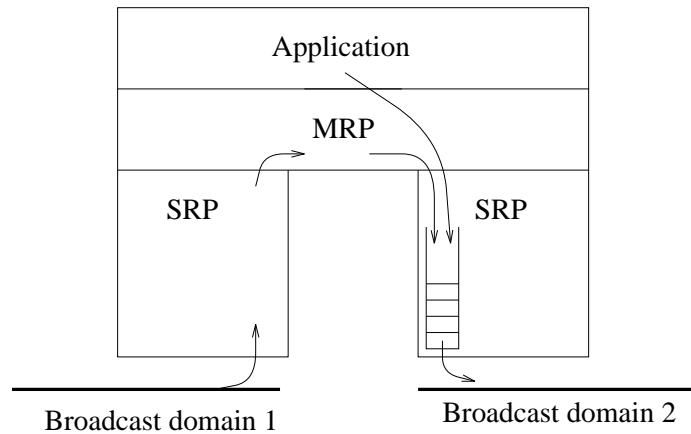 Application
MRP
SRP
SRP
Broadcast domain 1
Broadcast domain 2